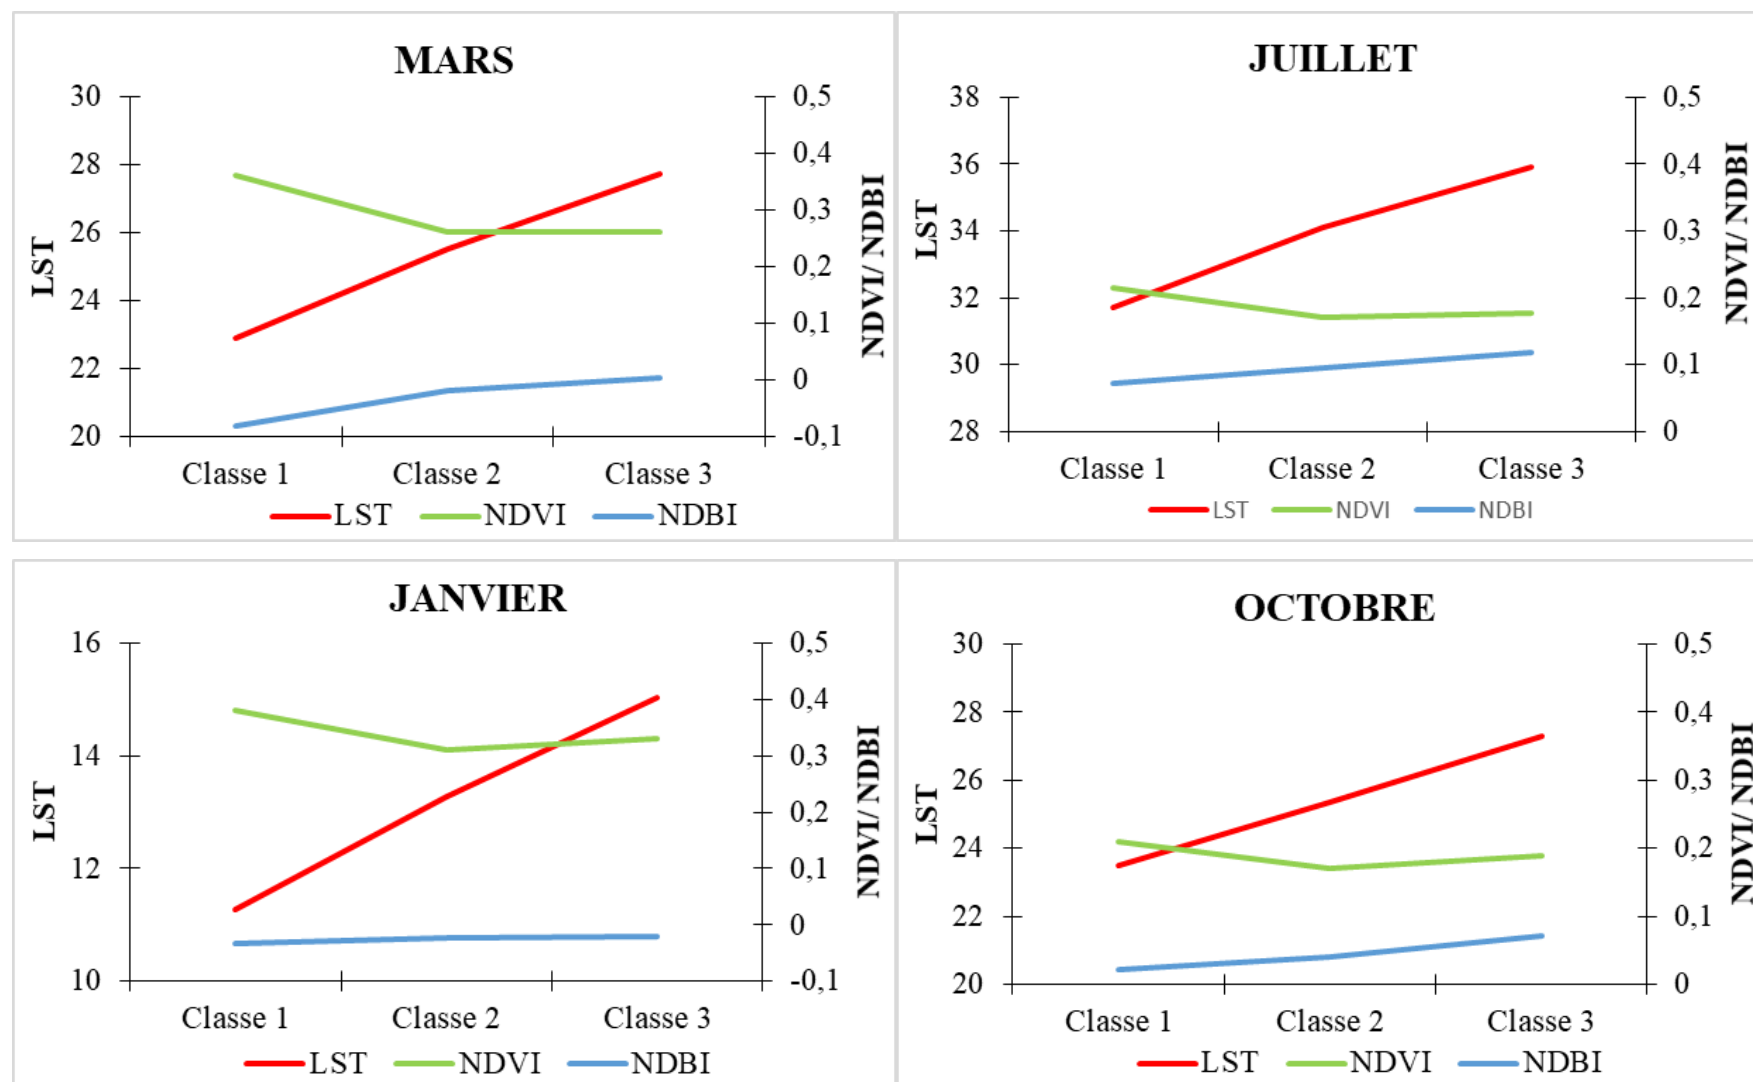 MARS
30
28
26
24
22
20
LST
0,5
0,4
0,3
0,2
0,1
0
-0,1
NDVI/ NDBI
Classe 1 Classe 2 Classe 3
LST NDVI NDBI
JUILLET
38
36
34
32
30
28
LST
0,5
0,4
0,3
0,2
0,1
0
NDVI/ NDBI
Classe 1 Classe 2 Classe 3
LST NDVI NDBI
JANVIER
16
14
12
10
LST
0,5
0,4
0,3
0,2
0,1
0
-0,1
NDVI/ NDBI
Classe 1 Classe 2 Classe 3
LST NDVI NDBI
OCTOBRE
30
28
26
24
22
20
LST
0,5
0,4
0,3
0,2
0,1
0
NDVI/ NDBI
Classe 1 Classe 2 Classe 3
LST NDVI NDBI